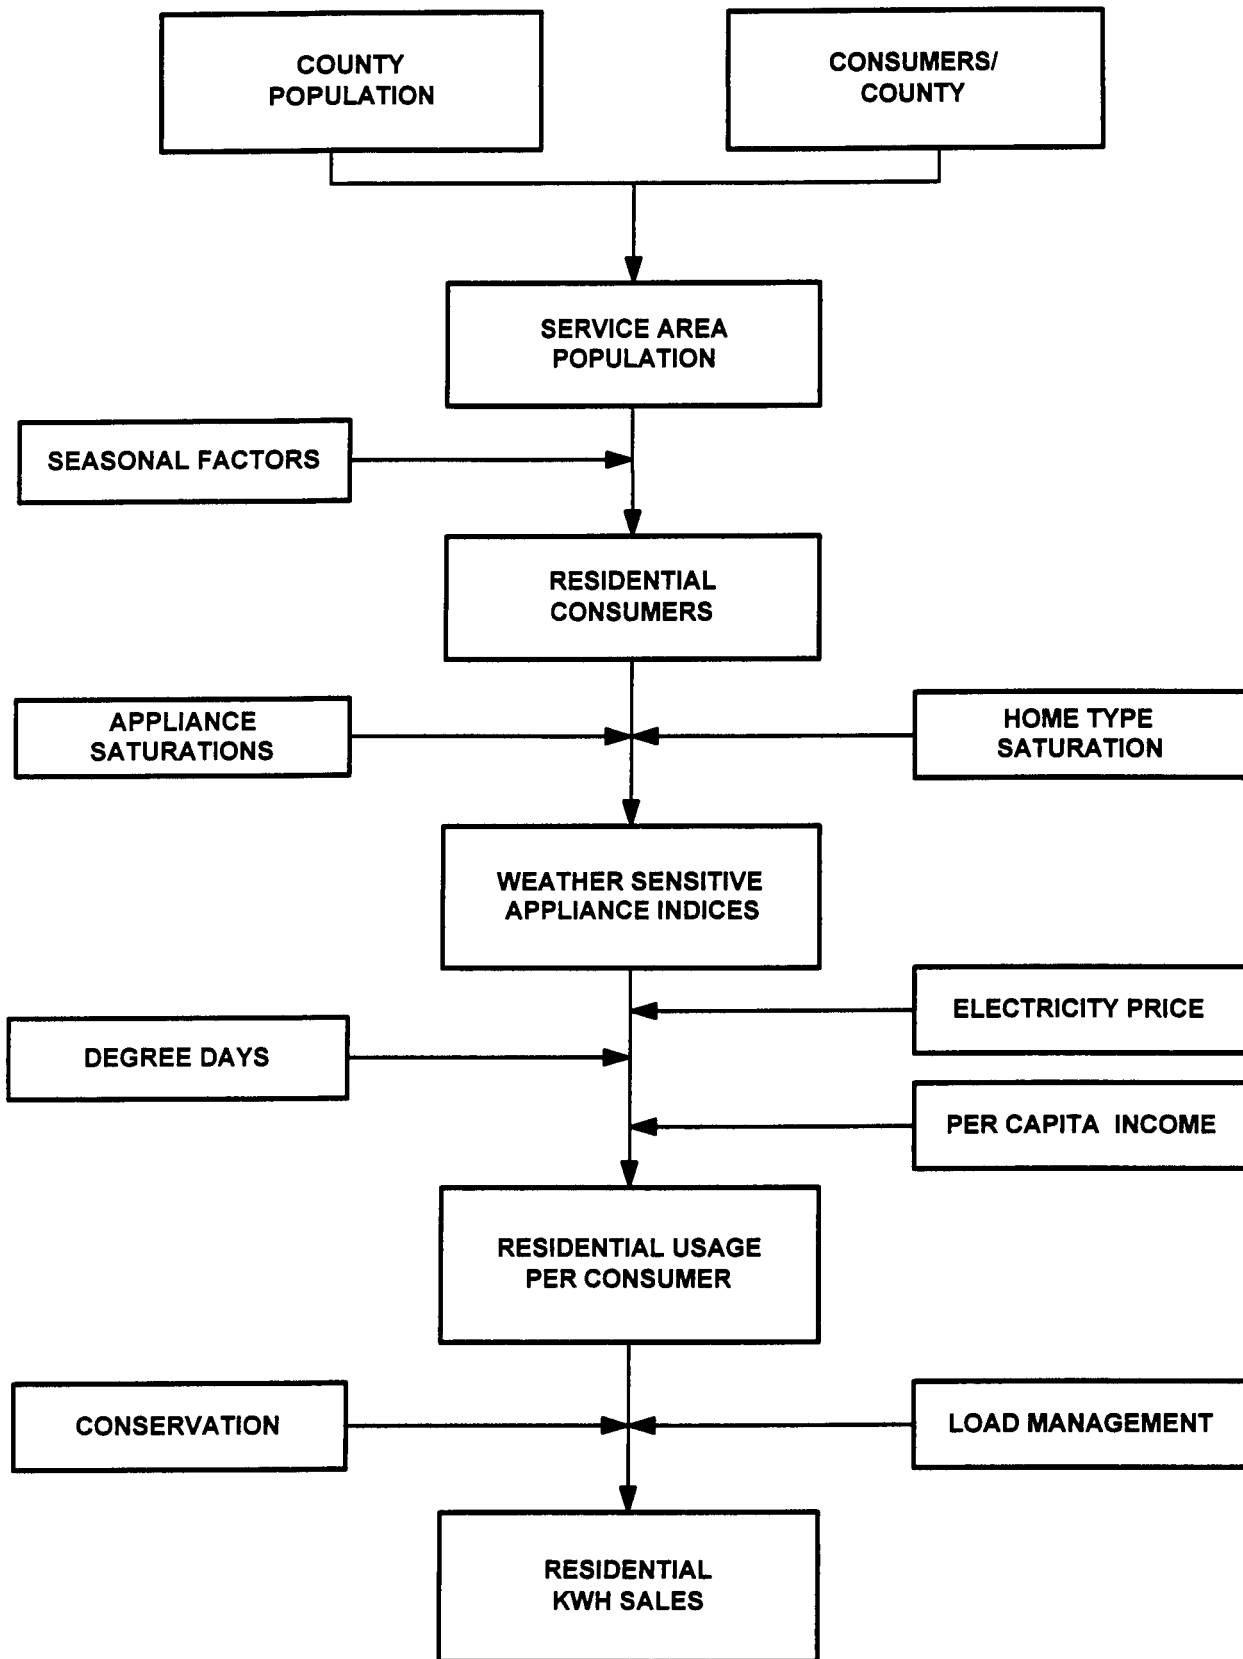 COUNTY
POPULATION
CONSUMERS/
COUNTY
SERVICE AREA
POPULATION
SEASONAL FACTORS
RESIDENTIAL
CONSUMERS
APPLIANCE
SATURATIONS
HOME TYPE
SATURATION
WEATHER SENSITIVE
APPLIANCE INDICES
ELECTRICITY PRICE
DEGREE DAYS
PER CAPITA INCOME
RESIDENTIAL USAGE
PER CONSUMER
CONSERVATION
LOAD MANAGEMENT
RESIDENTIAL
KWH SALES